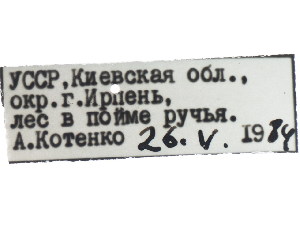 УССР,Киевская обл.,
окр.г.Ирпень,
лес в пойме ручья.
А.Котенко 26.V. 1984